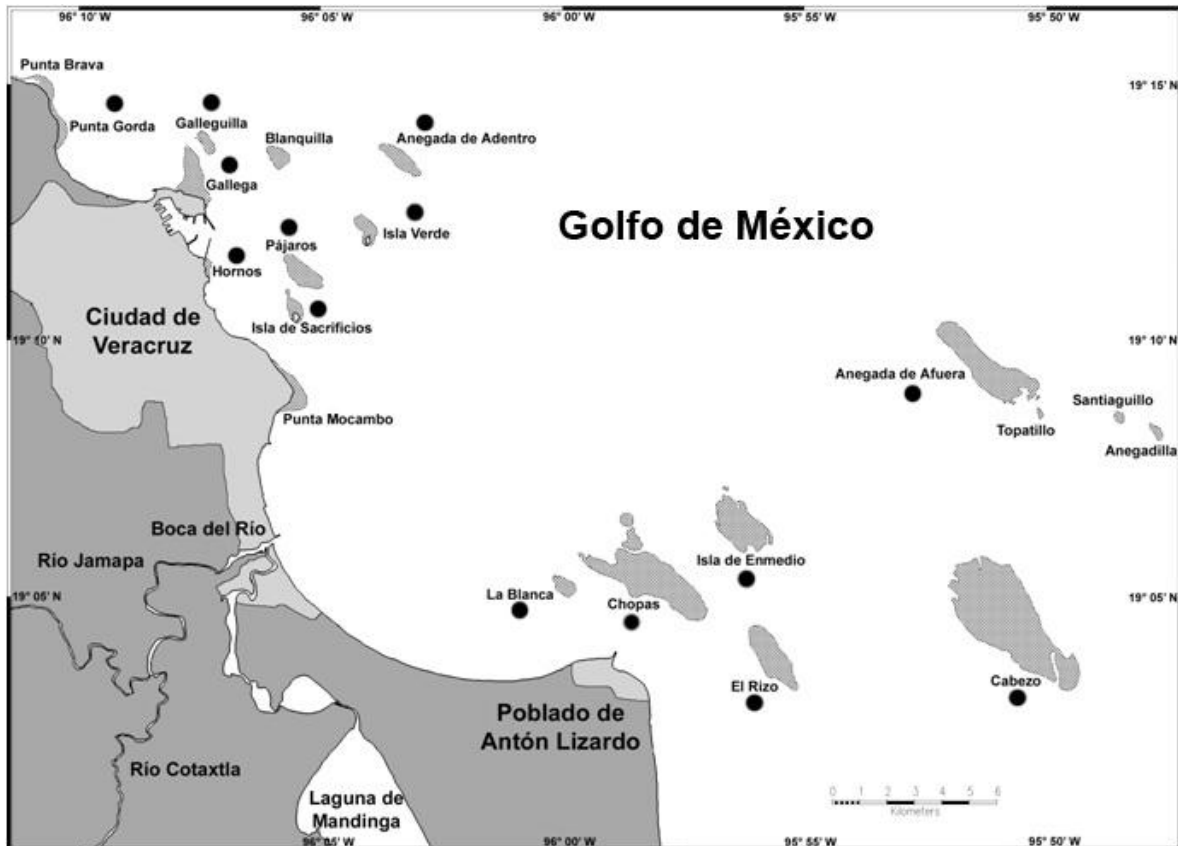 96° 10' W
96° 05' W
96° 00' W
95° 55' W
95° 50' W
Punta Brava
19° 15' N
Punta Gorda
Galleguilla
Blanquilla
Anegada de Adentro
Gallega
Golfo de México
Isla Verde
Pájaros
Hornos
Ciudad de
Veracruz
Isla de Sacrificios
19° 10' N
19° 10' N
Anegada de Afuera
Santiaguillo
Topatillo
Anegadilla
Punta Mocambo
Boca del Río
Río Jamapa
Isla de Enmedio
La Blanca
Chopas
19° 05' N
19° 05' N
El Rizo
Cabezo
Poblado de
Antón Lizardo
Río Cotaxtla
Laguna de
Mandinga
0 1 2 3 4 5 6
Kilometers
96° 05' W
96° 00' W
95° 55' W
95° 50' W